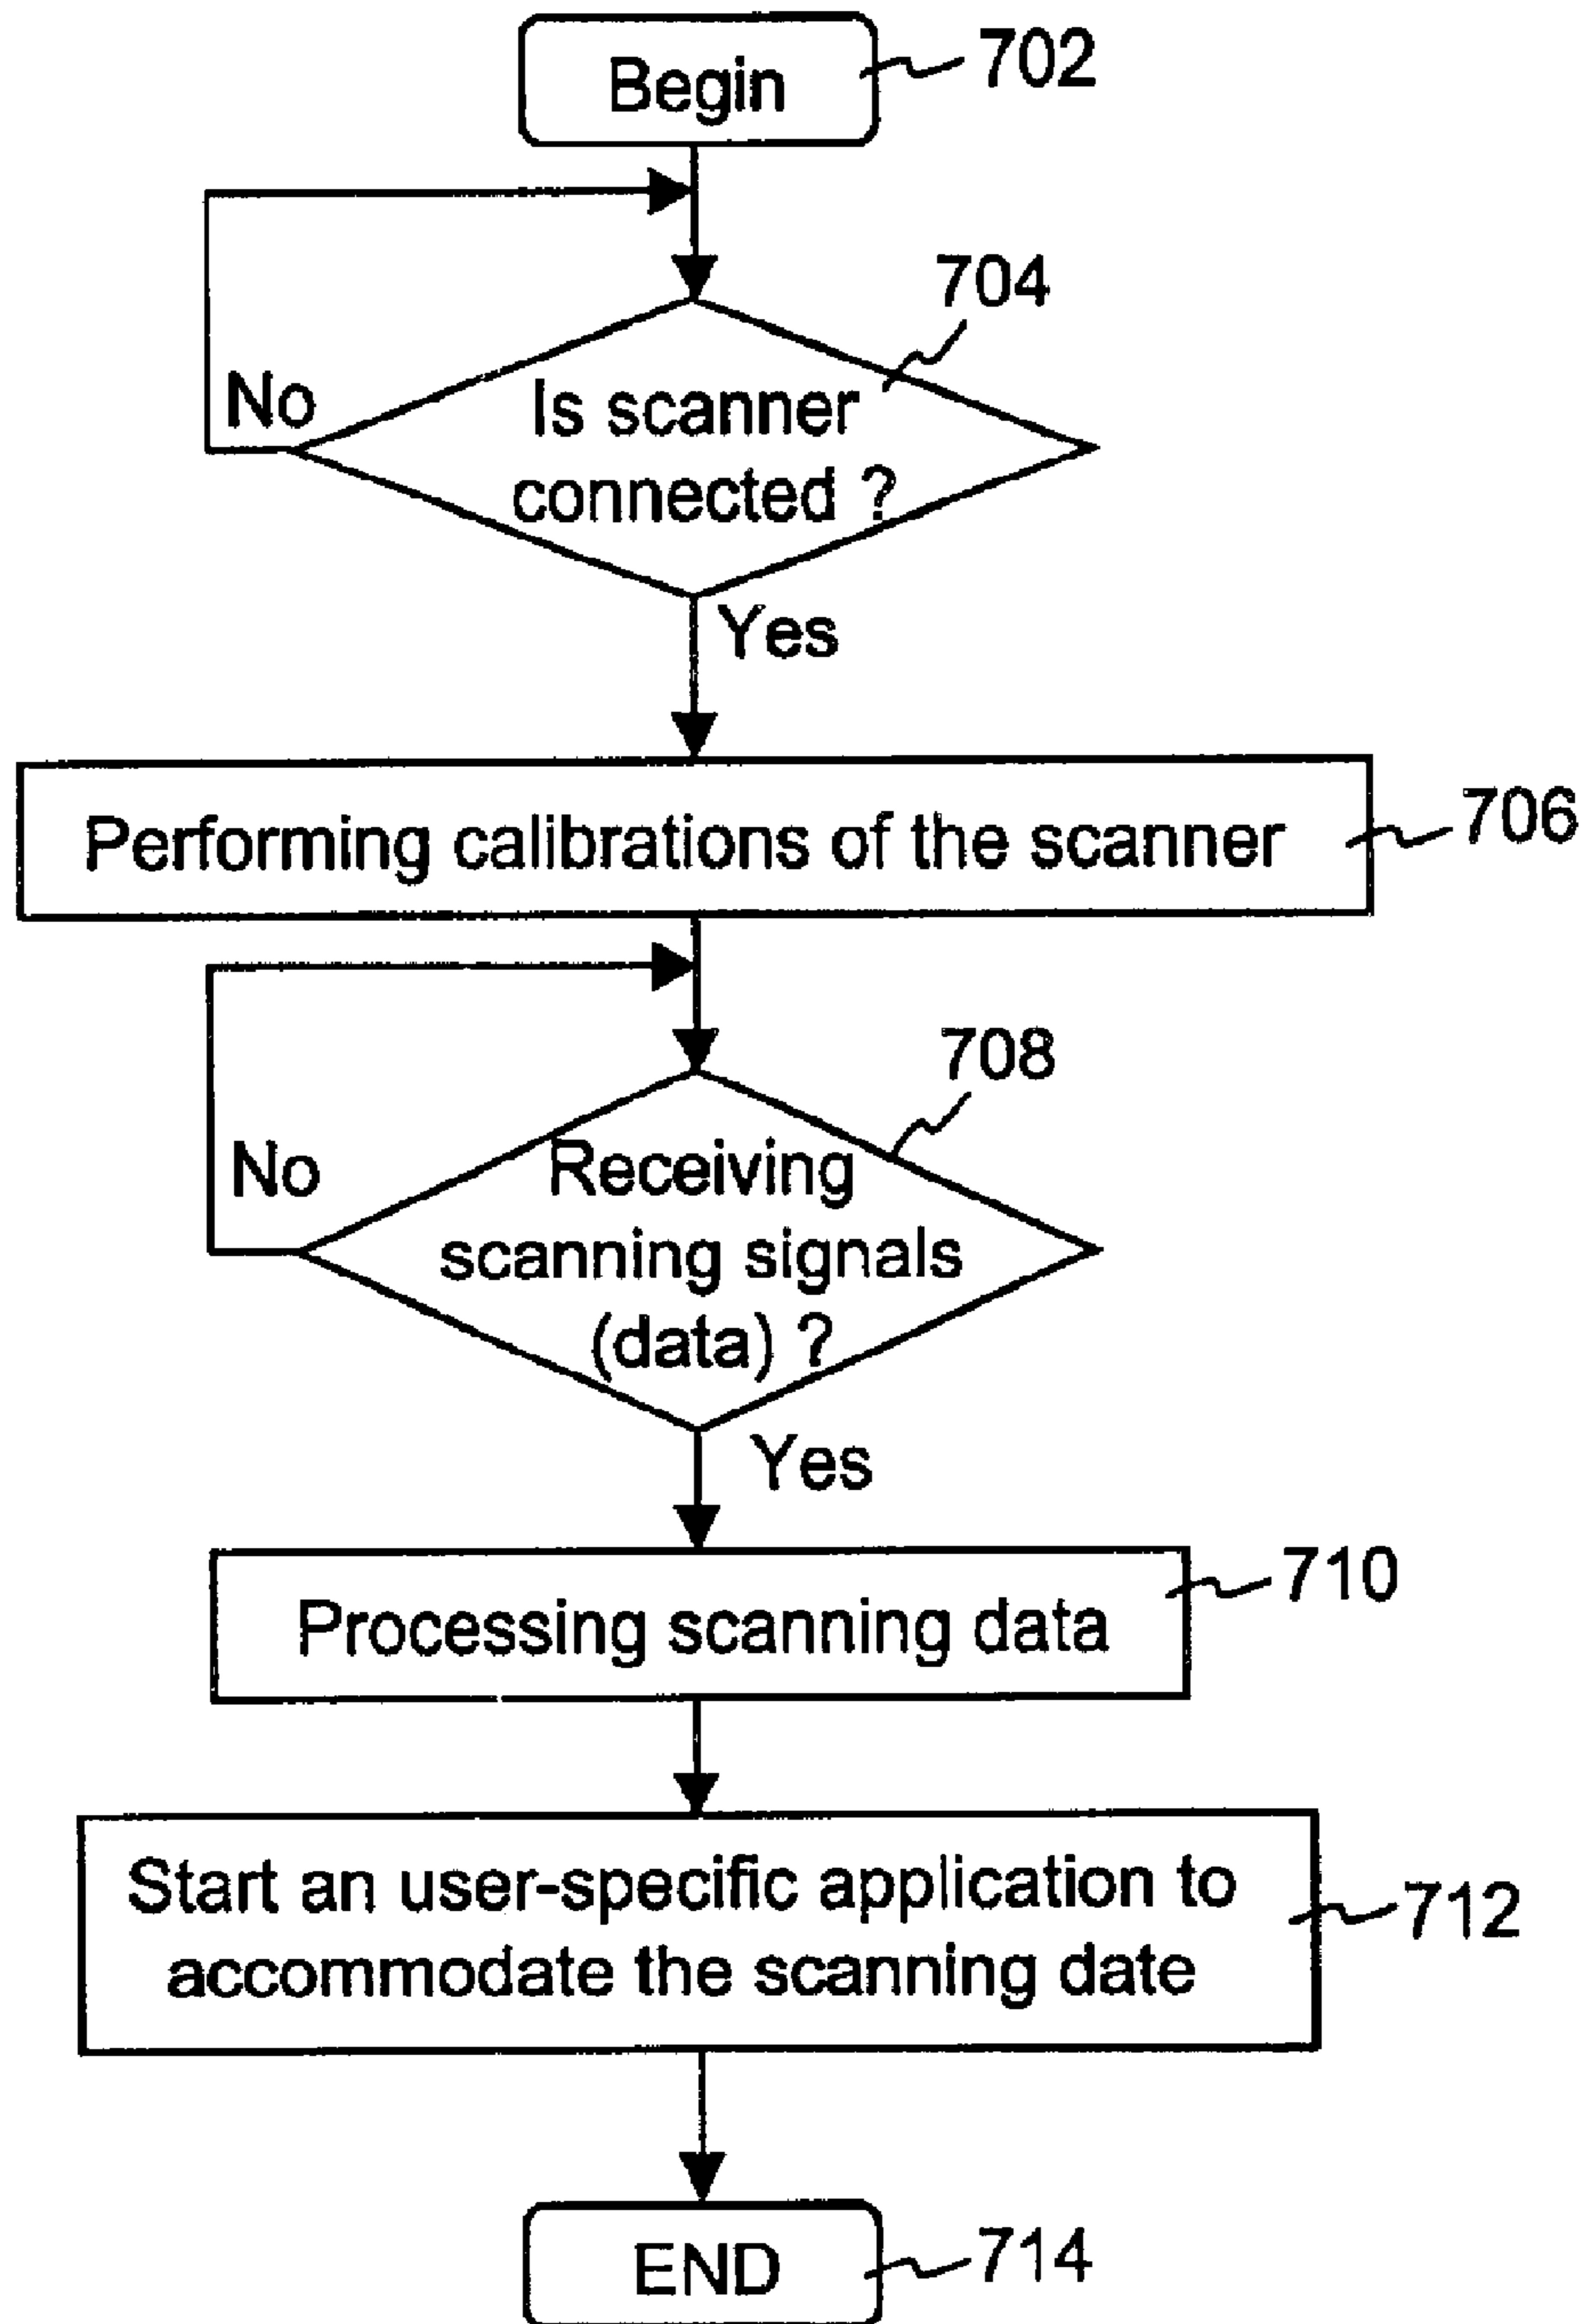 Begin
702
704
No
Is scanner
connected ?
Yes
Performing calibrations of the scanner
706
708
No
Receiving
scanning signals
(data) ?
Yes
Processing scanning data
710
Start an user-specific application to
accommodate the scanning date
712
END
714